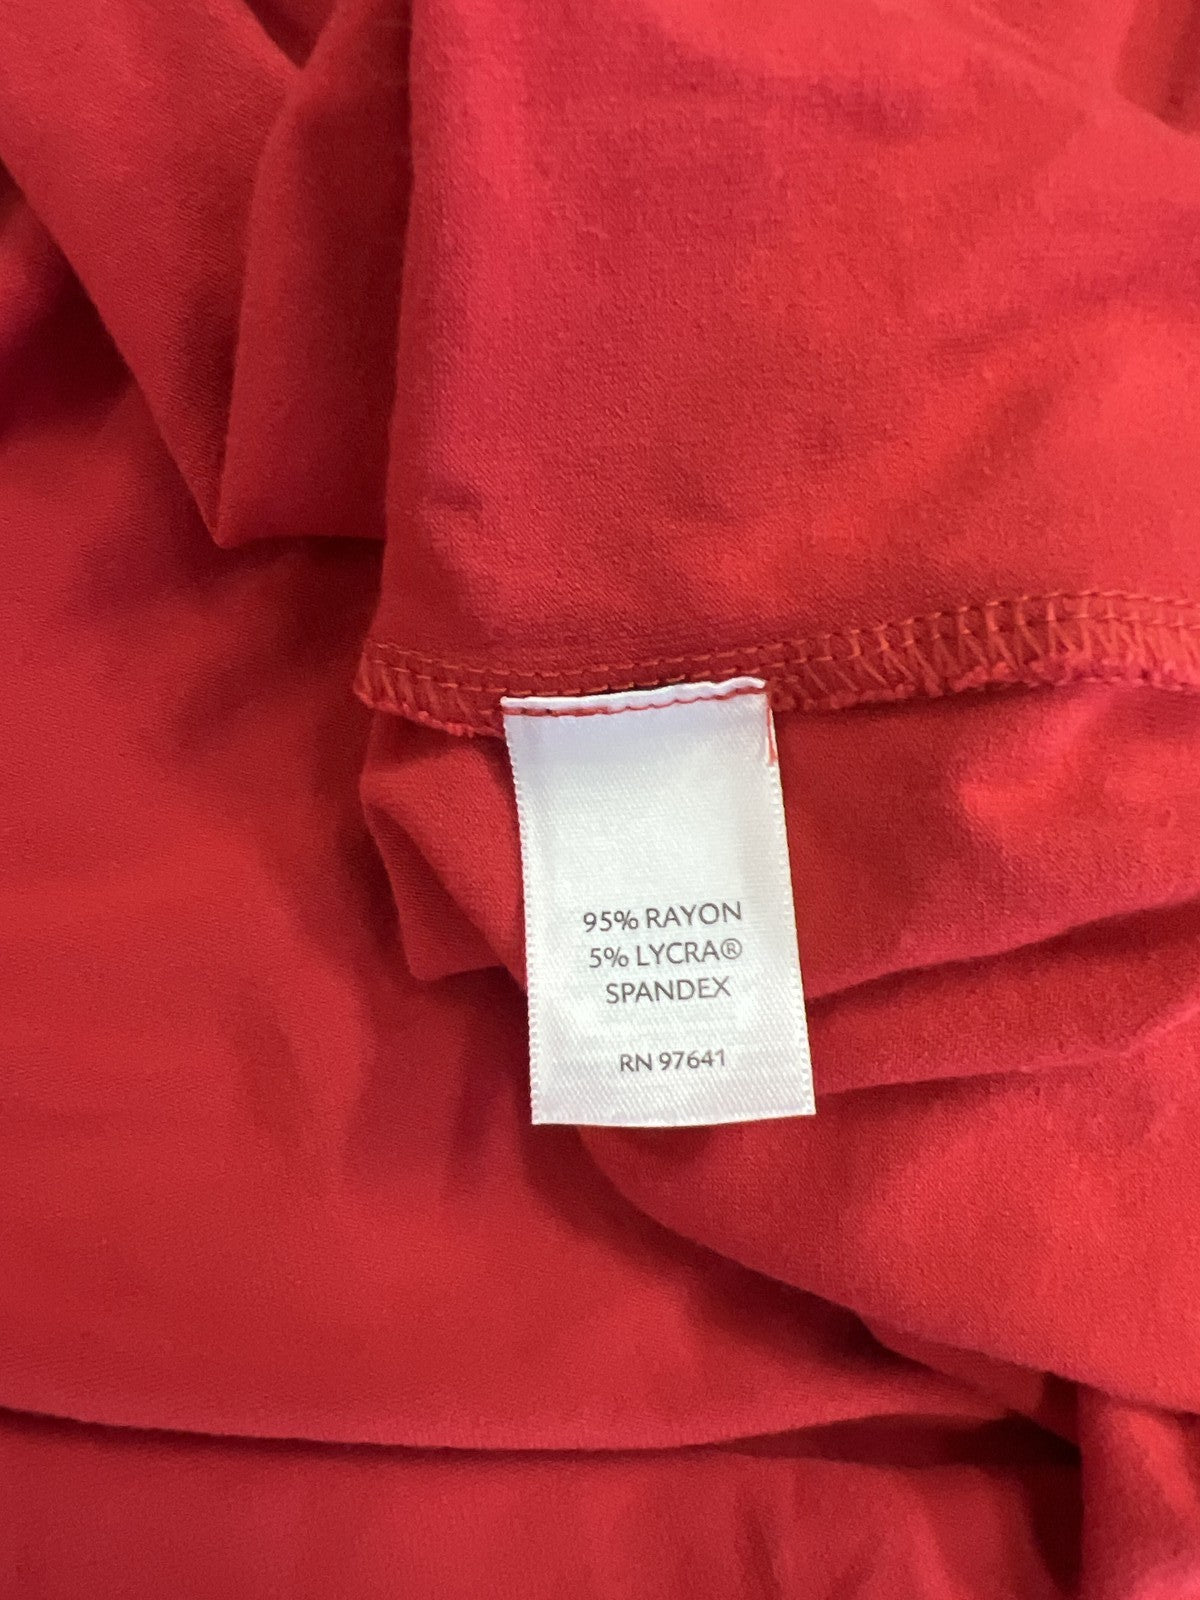 95% RAYON
5% LYCRA®
SPANDEX
RN 97641